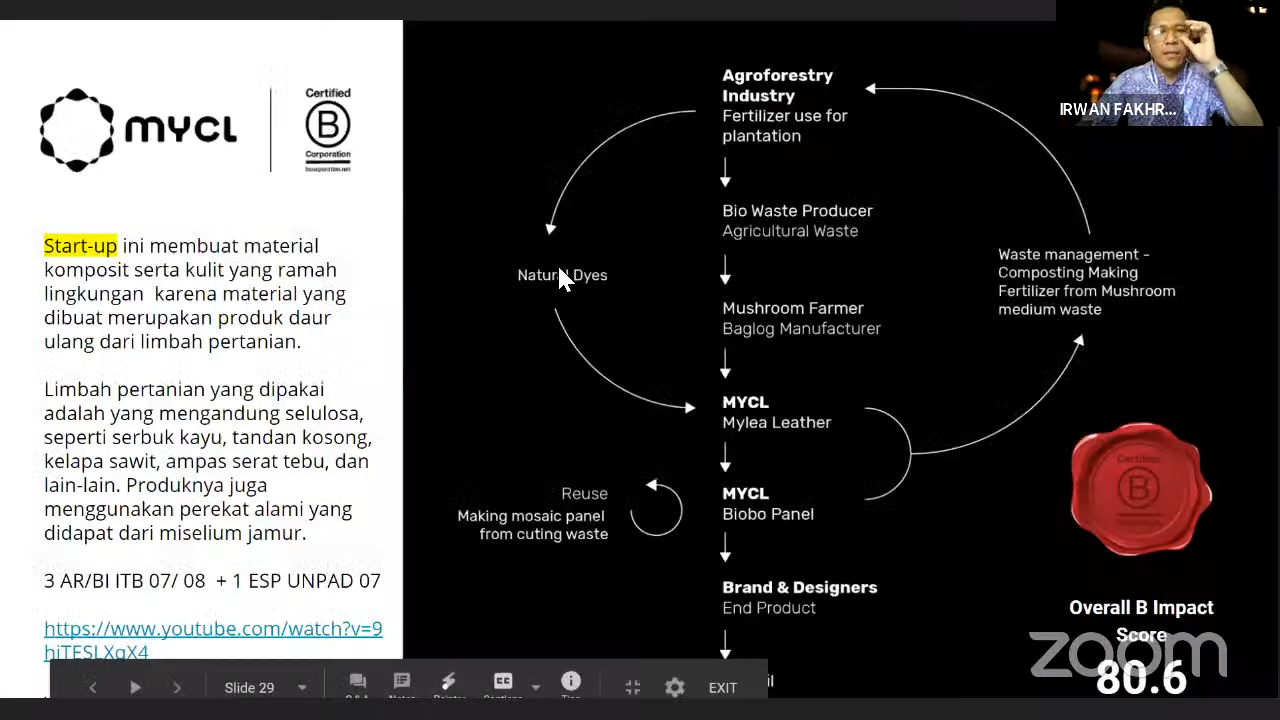 MYCL
Certified
B
Corporation
Start-up ini membuat material
komposit serta kulit yang ramah
lingkungan karena material yang
dibuat merupakan produk daur
ulang dari limbah pertanian.
Limbah pertanian yang dipakai
adalah yang mengandung selulosa,
seperti serbuk kayu, tandan kosong,
kelapa sawit, ampas serat tebu, dan
lain-lain. Produknya juga
menggunakan perekat alami yang
didapat dari miselium jamur.
3 AR/BI ITB 07/ 08 + 1 ESP UNPAD 07
https://www.youtube.com/watch?v=9
hiTESLXgX4
Agroforestry
Industry
Fertilizer use for
plantation
Bio Waste Producer
Agricultural Waste
Natural Dyes
Mushroom Farmer
Baglog Manufacturer
MYCL
Mylea Leather
Reuse
Making mosaic panel
from cuting waste
MYCL
Biobo Panel
Brand & Designers
End Product
Waste management -
Composting Making
Fertilizer from Mushroom
medium waste
IRWAN FAKHR...
Certified
B
Overall B Impact
Score
80.6
zoom
Slide 29
EXIT